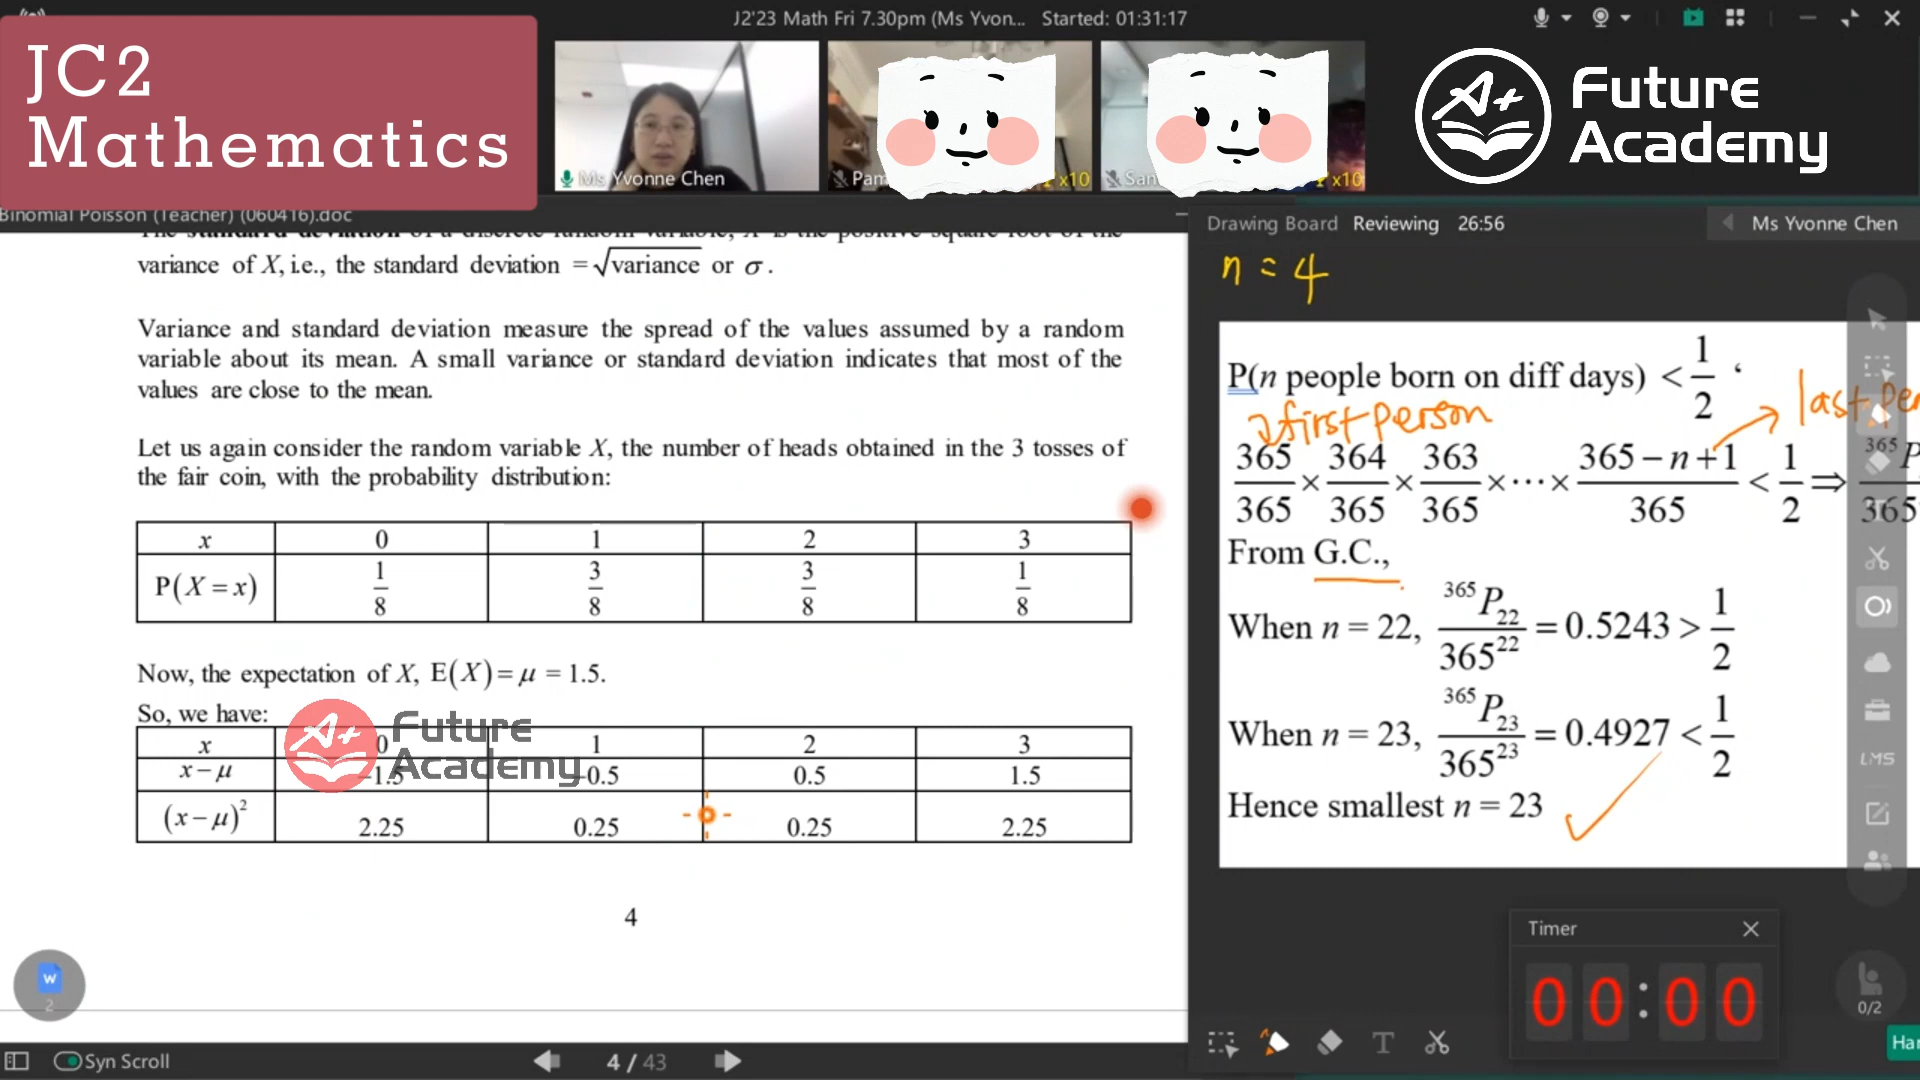 J2'23 Math Fri 7.30pm (Ms Yvon... Started: 01:31:17
JC2
Mathematics
Ms Yvonne Chen
Pam
x10
San
x10
A+ Future
Academy
Binomial Poisson (Teacher) (060416).doc
Drawing Board Reviewing 26:56
Ms Yvonne Chen
variance of X, i.e., the standard deviation = √variance or σ.
Variance and standard deviation measure the spread of the values assumed by a random
variable about its mean. A small variance or standard deviation indicates that most of the
values are close to the mean.
Let us again consider the random variable X, the number of heads obtained in the 3 tosses of
the fair coin, with the probability distribution:
x 0 1 2 3
P(X = x) 1/8 3/8 3/8 1/8
Now, the expectation of X, E(X) = μ = 1.5.
So, we have:
x 0 1 2 3
x − μ −1.5 −0.5 0.5 1.5
(x − μ)² 2.25 0.25 0.25 2.25
A+ Future
Academy
4
W
2
Syn Scroll
4 / 43
n = 4
P(n people born on diff days) < 1/2
first person
last per
365/365 × 364/365 × 363/365 × ⋯ × (365 − n + 1)/365 < 1/2 ⇒ ³⁶⁵P
365
From G.C.,
When n = 22, ³⁶⁵P₂₂/365²² = 0.5243 > 1/2
When n = 23, ³⁶⁵P₂₃/365²³ = 0.4927 < 1/2
Hence smallest n = 23
LMS
Timer
00:00
0/2
T
Han